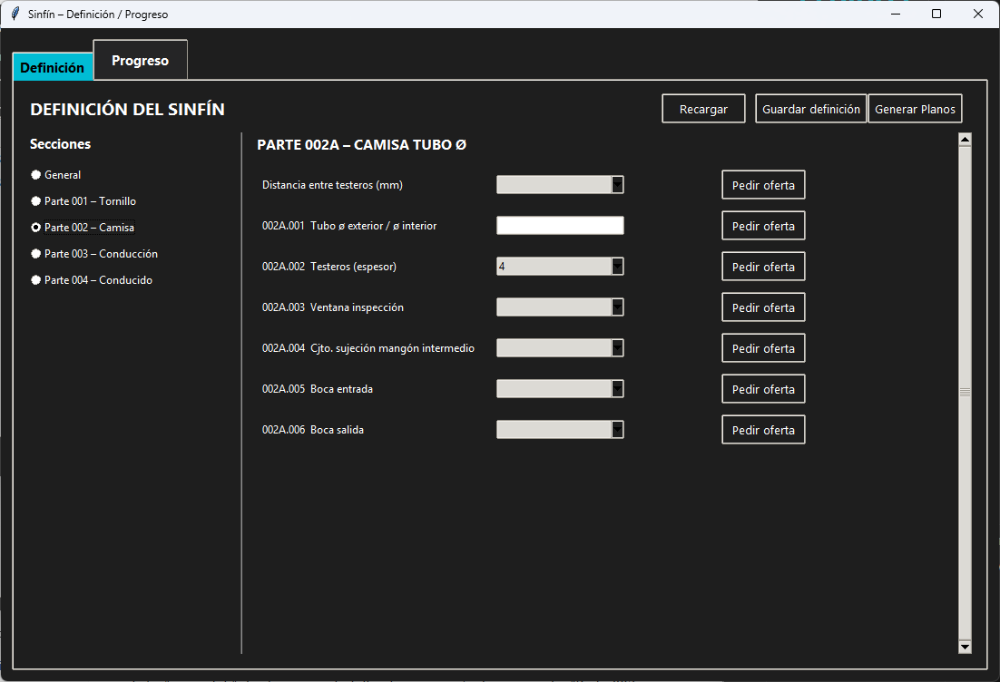 Sinfín – Definición / Progreso
Definición
Progreso
DEFINICIÓN DEL SINFÍN
Recargar
Guardar definición
Generar Planos
Secciones
General
Parte 001 – Tornillo
Parte 002 – Camisa
Parte 003 – Conducción
Parte 004 – Conducido
PARTE 002A – CAMISA TUBO Ø
Distancia entre testeros (mm)
Pedir oferta
002A.001 Tubo ø exterior / ø interior
Pedir oferta
002A.002 Testeros (espesor)
4
Pedir oferta
002A.003 Ventana inspección
Pedir oferta
002A.004 Cjto. sujeción mangón intermedio
Pedir oferta
002A.005 Boca entrada
Pedir oferta
002A.006 Boca salida
Pedir oferta